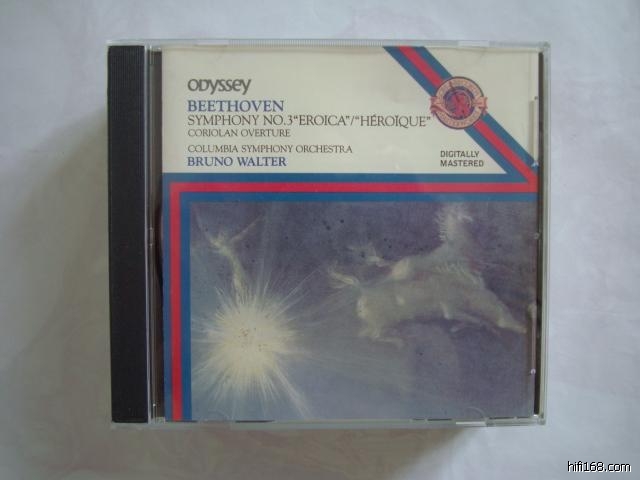 ODYSSEY
BEETHOVEN
SYMPHONY NO.3 "EROICA"/"HÉROÏQUE"
CORIOLAN OVERTURE
COLUMBIA SYMPHONY ORCHESTRA
BRUNO WALTER
DIGITALLY
MASTERED
hifi168.com